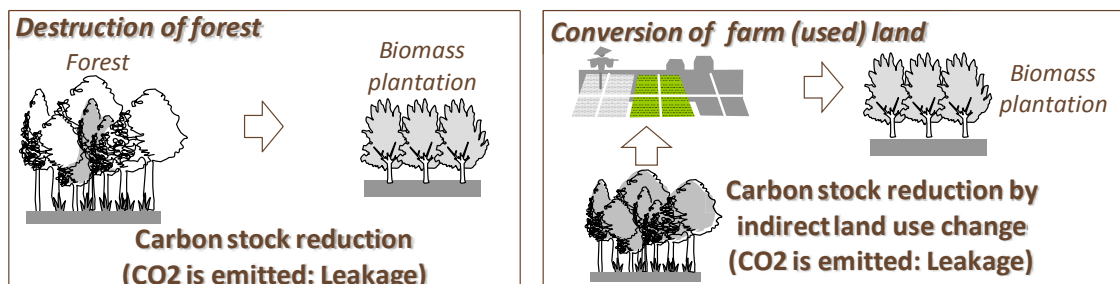 Destruction of forest
Forest
Biomass
plantation
Carbon stock reduction
(CO2 is emitted: Leakage)
Conversion of farm (used) land
Biomass
plantation
Carbon stock reduction by
indirect land use change
(CO2 is emitted: Leakage)